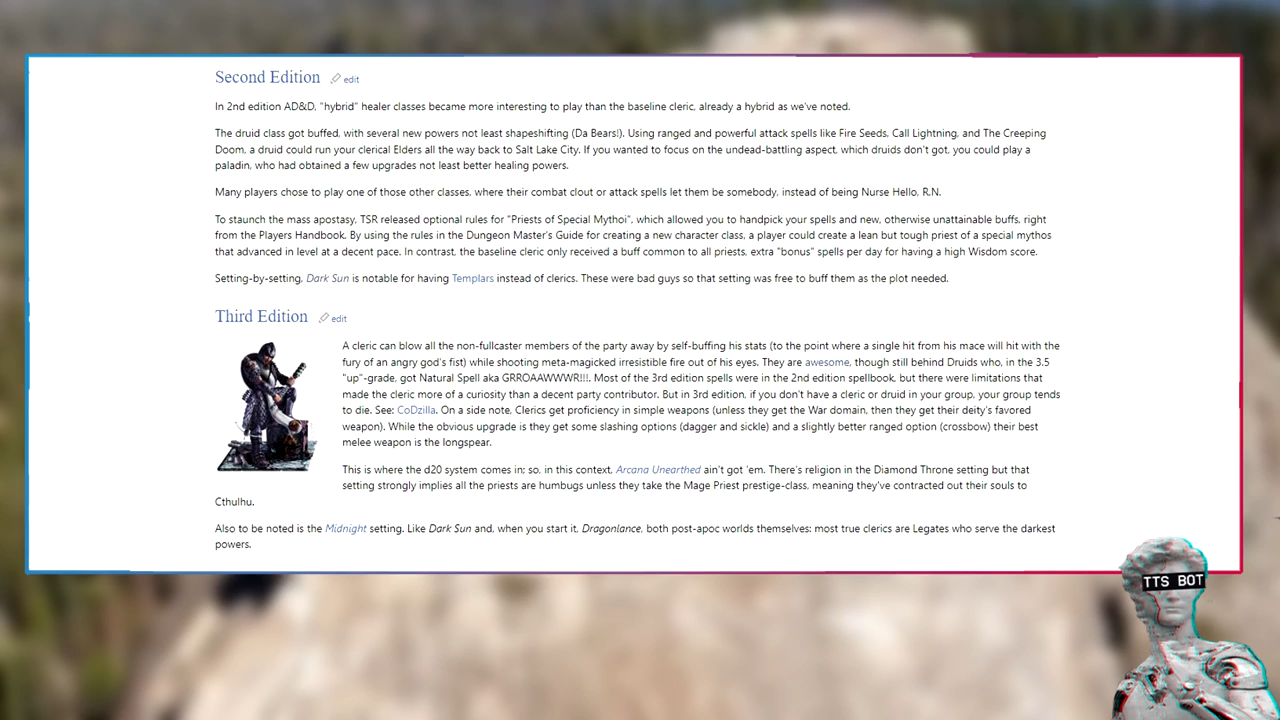 Second Edition edit
In 2nd edition AD&D, "hybrid" healer classes became more interesting to play than the baseline cleric, already a hybrid as we've noted.
The druid class got buffed, with several new powers not least shapeshifting (Da Bears!). Using ranged and powerful attack spells like Fire Seeds, Call Lightning, and The Creeping
Doom, a druid could run your clerical Elders all the way back to Salt Lake City. If you wanted to focus on the undead-battling aspect, which druids don't got, you could play a
paladin, who had obtained a few upgrades not least better healing powers.
Many players chose to play one of those other classes, where their combat clout or attack spells let them be somebody, instead of being Nurse Hello, R.N.
To staunch the mass apostasy, TSR released optional rules for "Priests of Special Mythoi", which allowed you to handpick your spells and new, otherwise unattainable buffs, right
from the Players Handbook. By using the rules in the Dungeon Master's Guide for creating a new character class, a player could create a lean but tough priest of a special mythos
that advanced in level at a decent pace. In contrast, the baseline cleric only received a buff common to all priests, extra "bonus" spells per day for having a high Wisdom score.
Setting-by-setting, Dark Sun is notable for having Templars instead of clerics. These were bad guys so that setting was free to buff them as the plot needed.
Third Edition edit
A cleric can blow all the non-fullcaster members of the party away by self-buffing his stats (to the point where a single hit from his mace will hit with the
fury of an angry god's fist) while shooting meta-magicked irresistible fire out of his eyes. They are awesome, though still behind Druids who, in the 3.5
"up"-grade, got Natural Spell aka GRROAAWWWR!!!. Most of the 3rd edition spells were in the 2nd edition spellbook, but there were limitations that
made the cleric more of a curiosity than a decent party contributor. But in 3rd edition, if you don't have a cleric or druid in your group, your group tends
to die. See: CoDzilla. On a side note, Clerics get proficiency in simple weapons (unless they get the War domain, then they get their deity's favored
weapon). While the obvious upgrade is they get some slashing options (dagger and sickle) and a slightly better ranged option (crossbow) their best
melee weapon is the longspear.
This is where the d20 system comes in; so, in this context, Arcana Unearthed ain't got 'em. There's religion in the Diamond Throne setting but that
setting strongly implies all the priests are humbugs unless they take the Mage Priest prestige-class, meaning they've contracted out their souls to
Cthulhu.
Also to be noted is the Midnight setting. Like Dark Sun and, when you start it, Dragonlance, both post-apoc worlds themselves: most true clerics are Legates who serve the darkest
powers.
TTS BOT